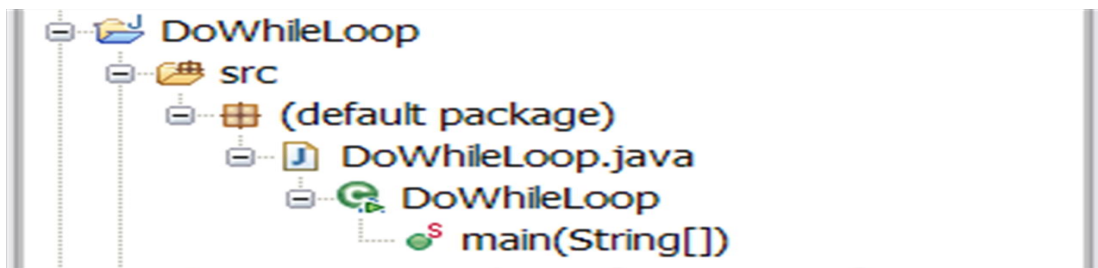 DoWhileLoop
src
(default package)
DoWhileLoop.java
DoWhileLoop
main(String[])